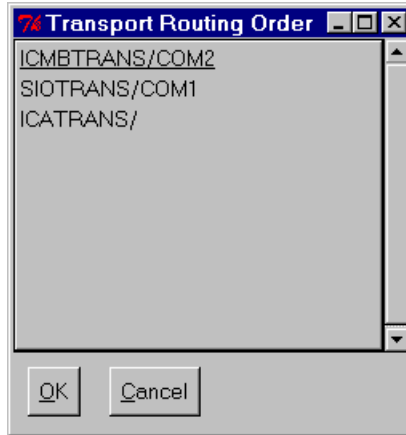 Transport Routing Order
ICMBTRANS/COM2
SIOTRANS/COM1
ICATRANS/
OK
Cancel